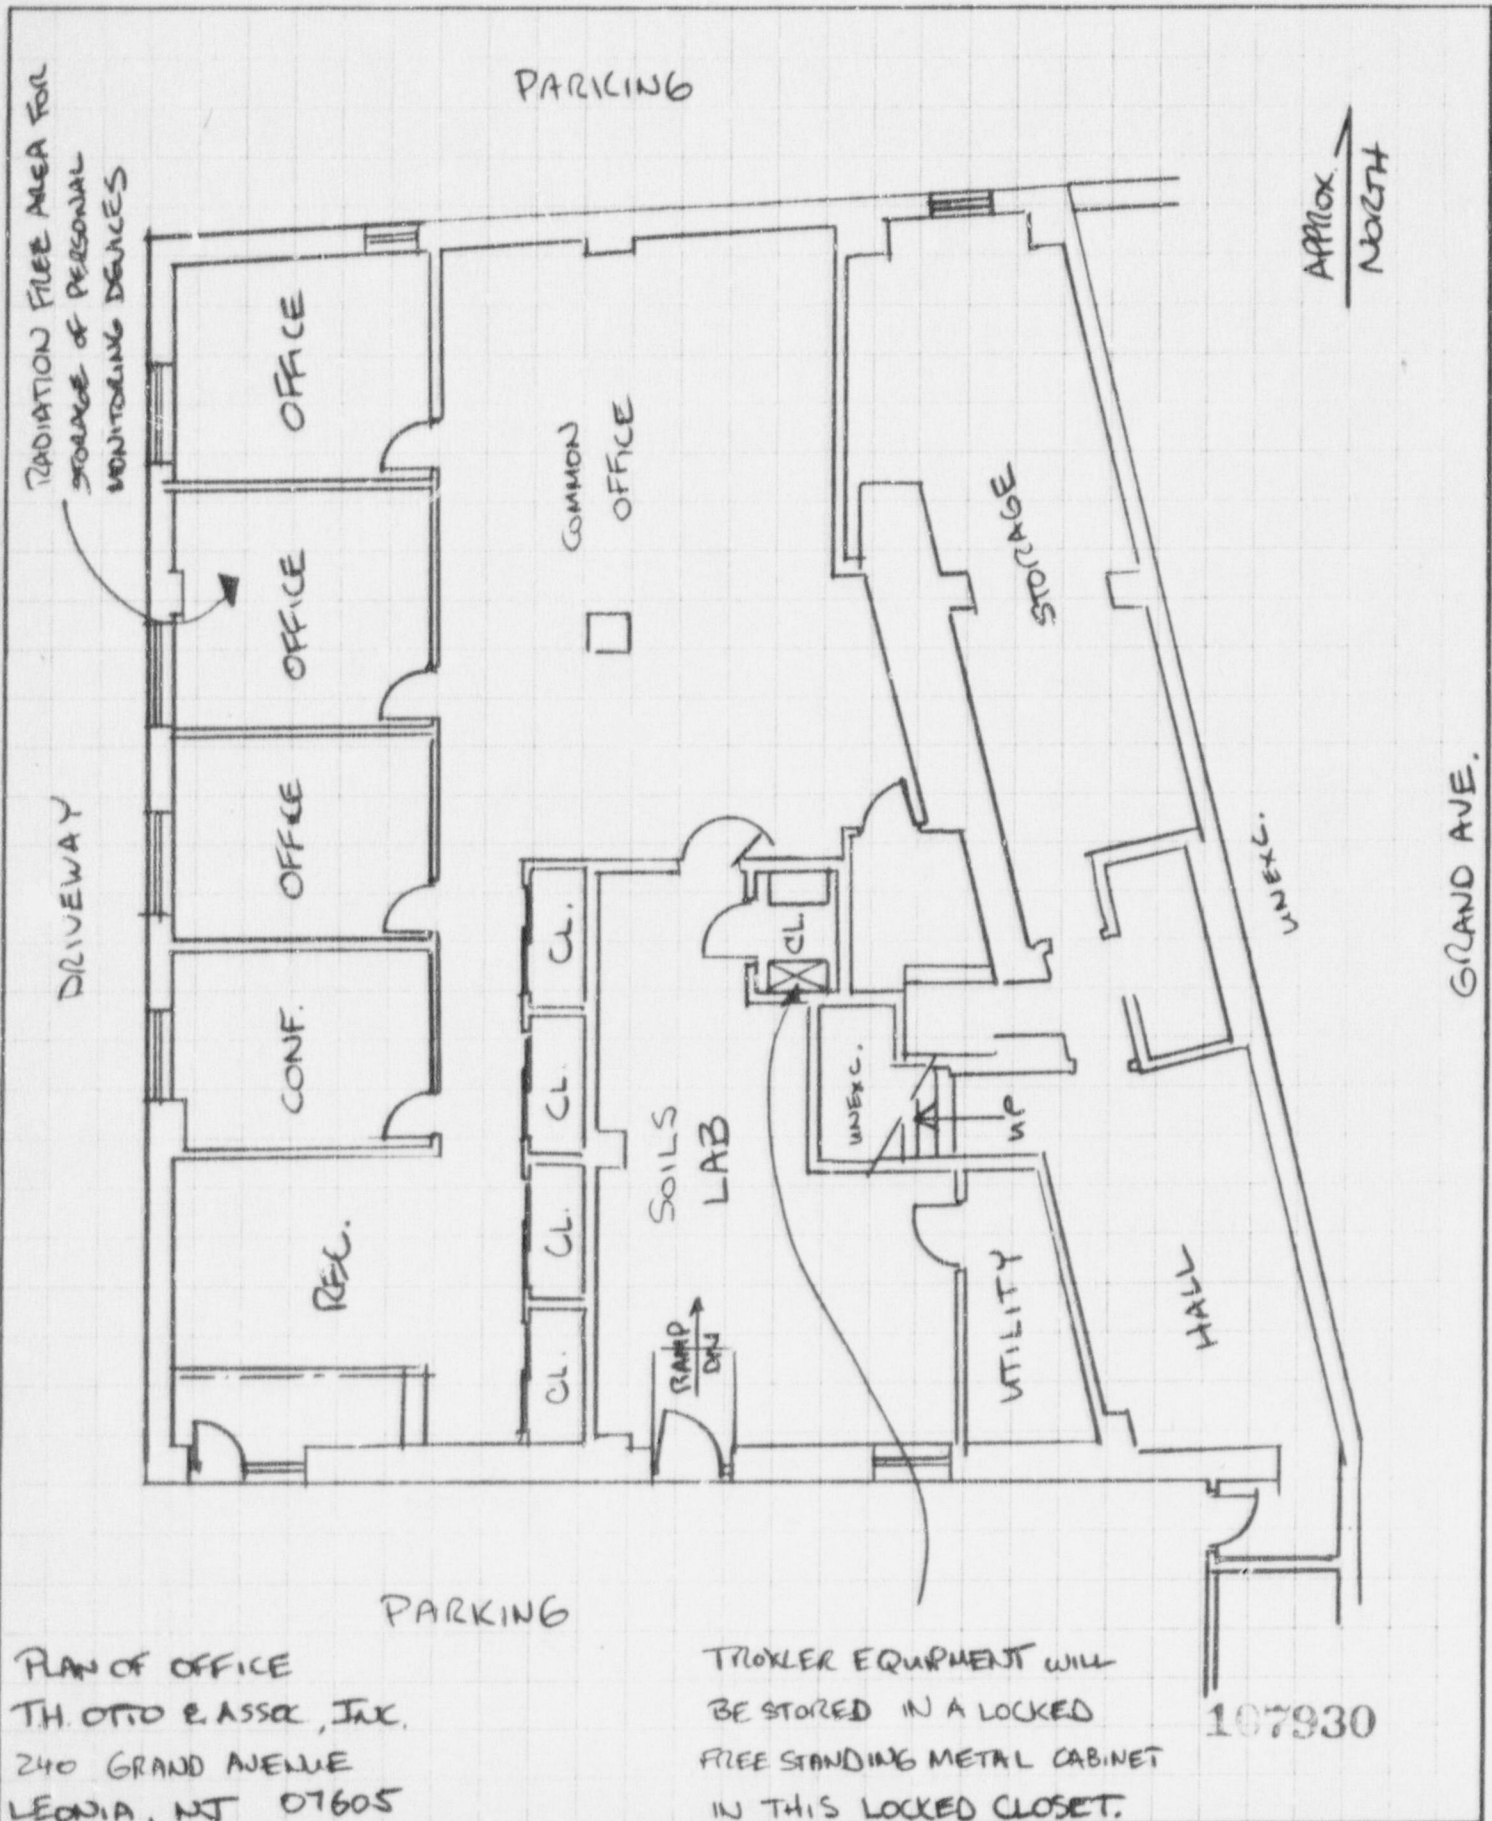 PARKING
RADIATION FREE AREA FOR
STORAGE OF PERSONAL
MONITORING DEVICES
APPROX.
NORTH
OFFICE
COMMON
OFFICE
STORAGE
OFFICE
OFFICE
DRIVEWAY
UNEXC.
GRAND AVE.
CL.
CL.
CONF.
CL.
UNEXC.
UP
SOILS
LAB
REC.
CL.
UTILITY
HALL
RAMP
DN
CL.
PARKING
PLAN OF OFFICE
T.H. OTTO & ASSOC, INC.
240 GRAND AVENUE
LEONIA, NJ 07605
TROXLER EQUIPMENT WILL
BE STORED IN A LOCKED
FREE STANDING METAL CABINET
IN THIS LOCKED CLOSET.
107930